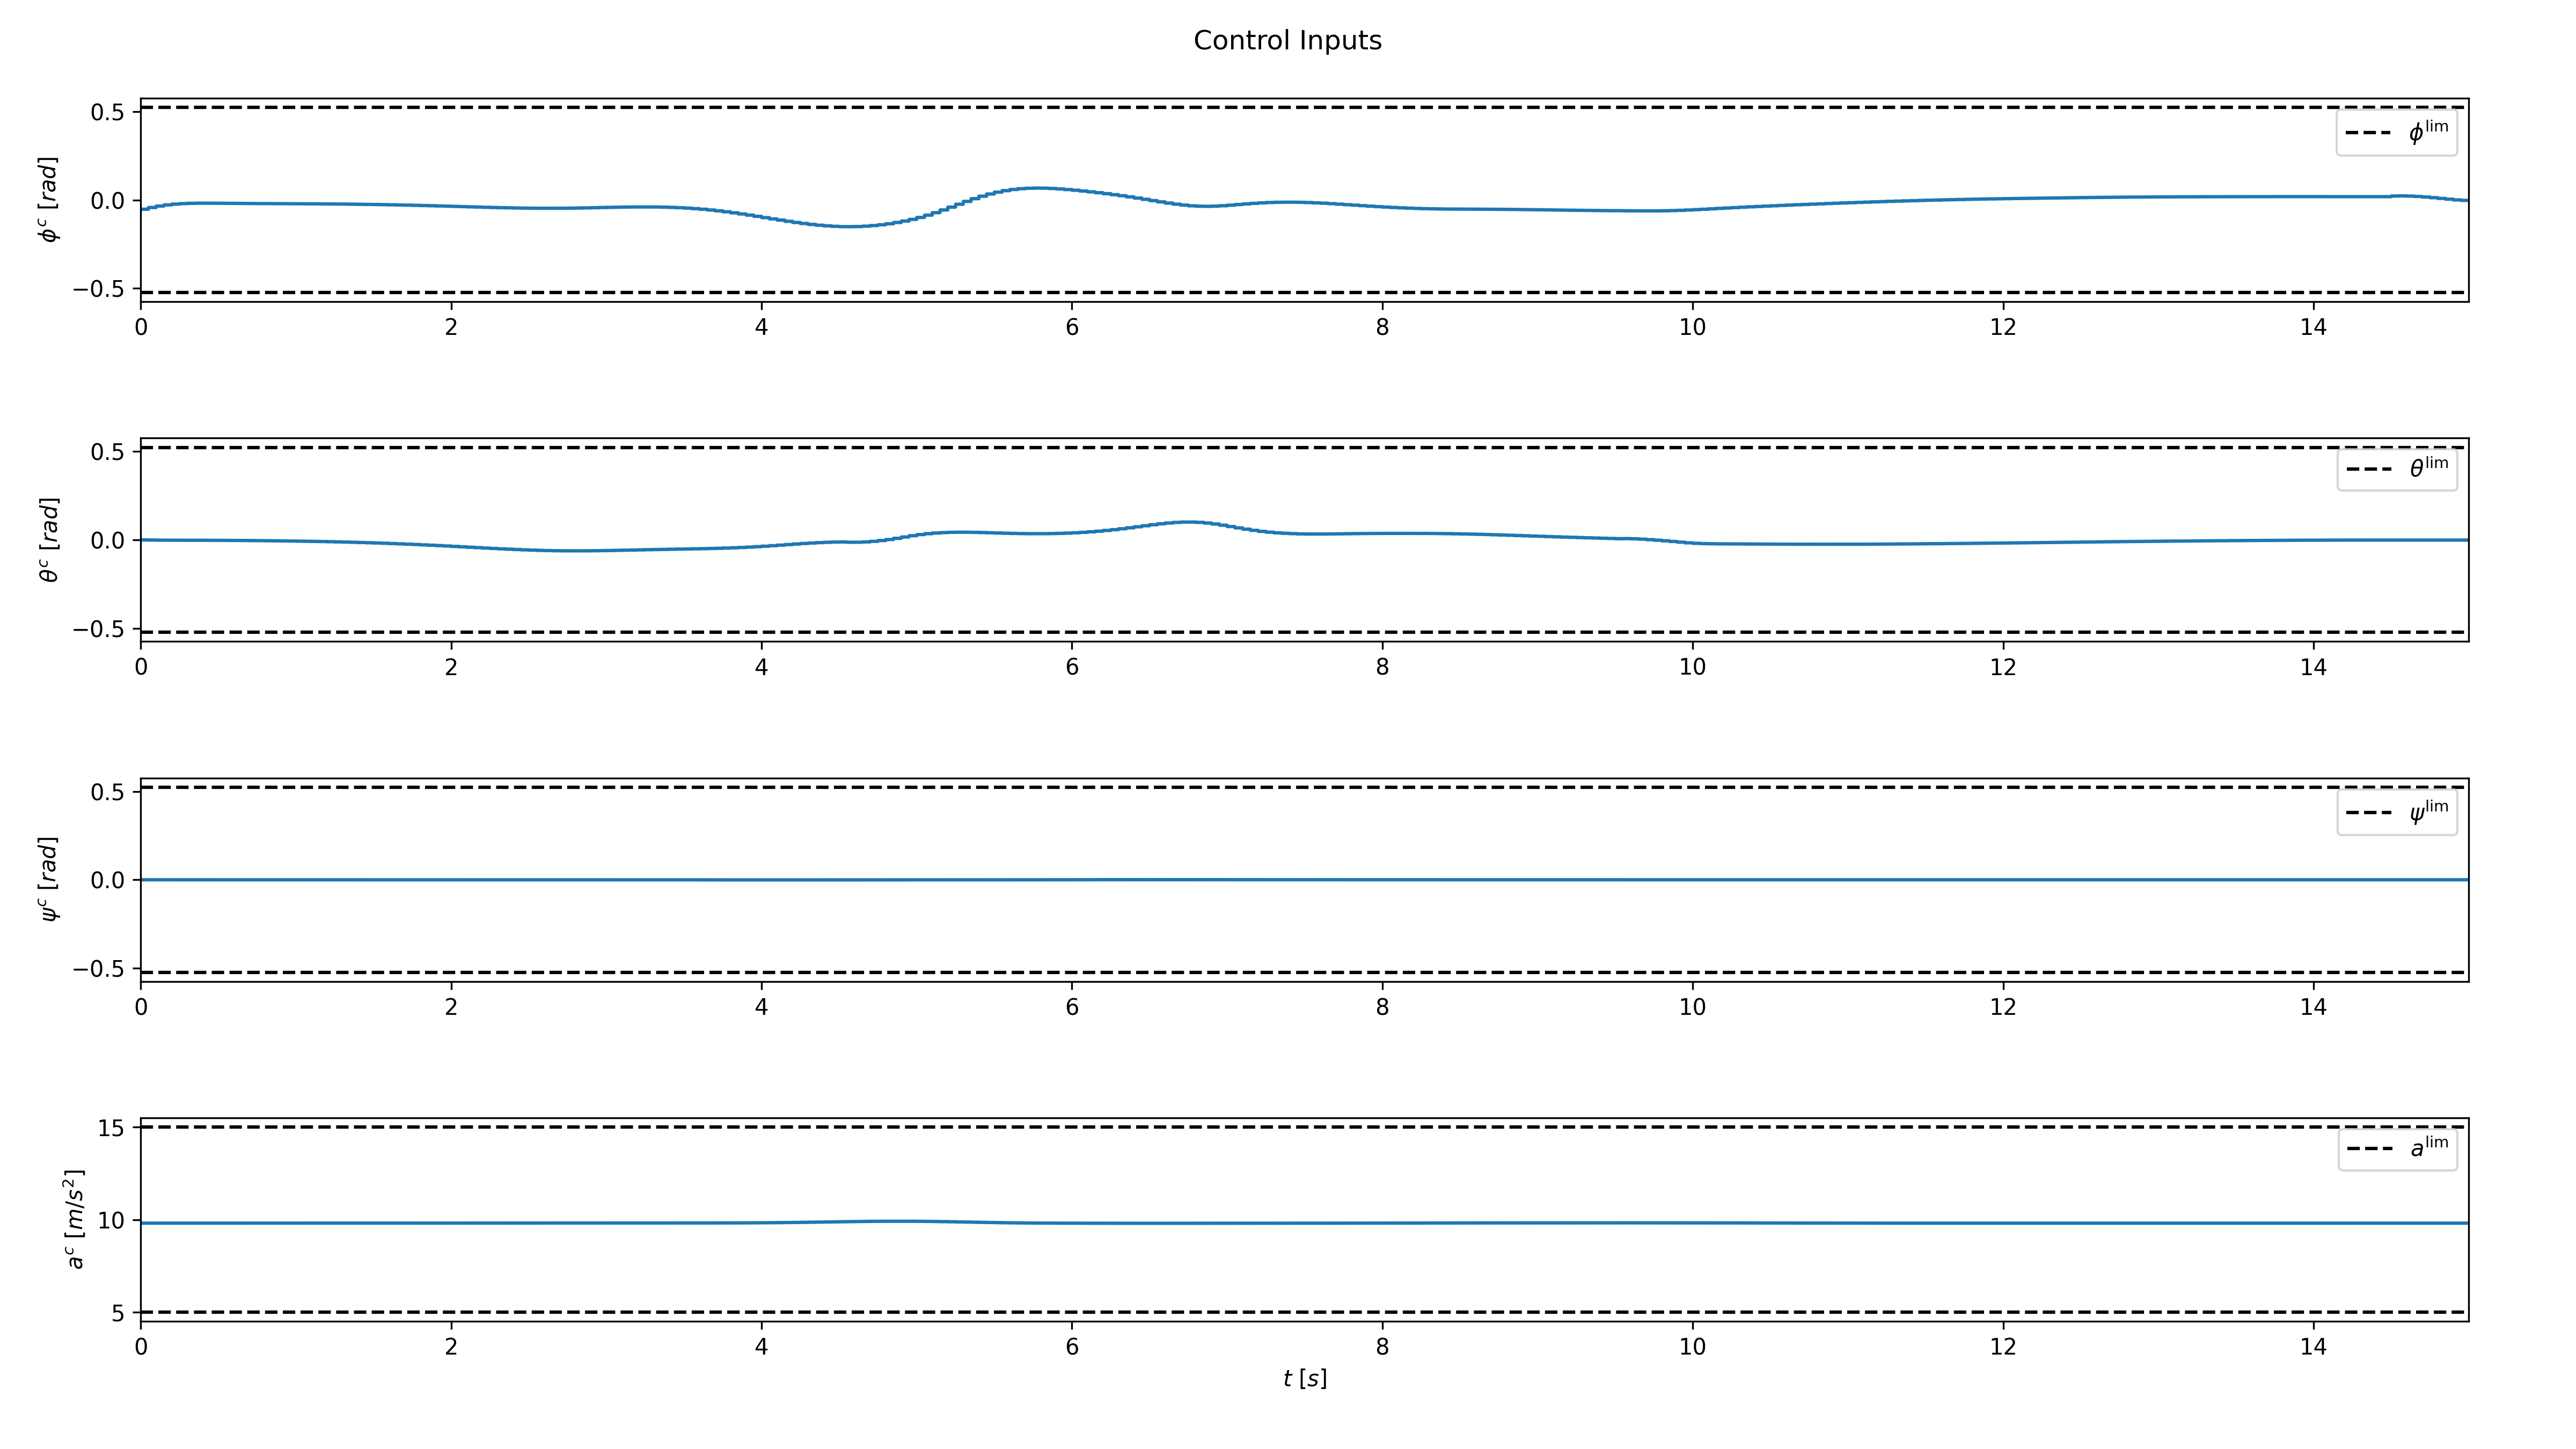 Control Inputs
0.5
0.0
−0.5
ϕᶜ [rad]
ϕˡⁱᵐ
0 2 4 6 8 10 12 14
0.5
0.0
−0.5
θᶜ [rad]
θˡⁱᵐ
0 2 4 6 8 10 12 14
0.5
0.0
−0.5
ψᶜ [rad]
ψˡⁱᵐ
0 2 4 6 8 10 12 14
15
10
5
aᶜ [m/s²]
aˡⁱᵐ
0 2 4 6 8 10 12 14
t [s]